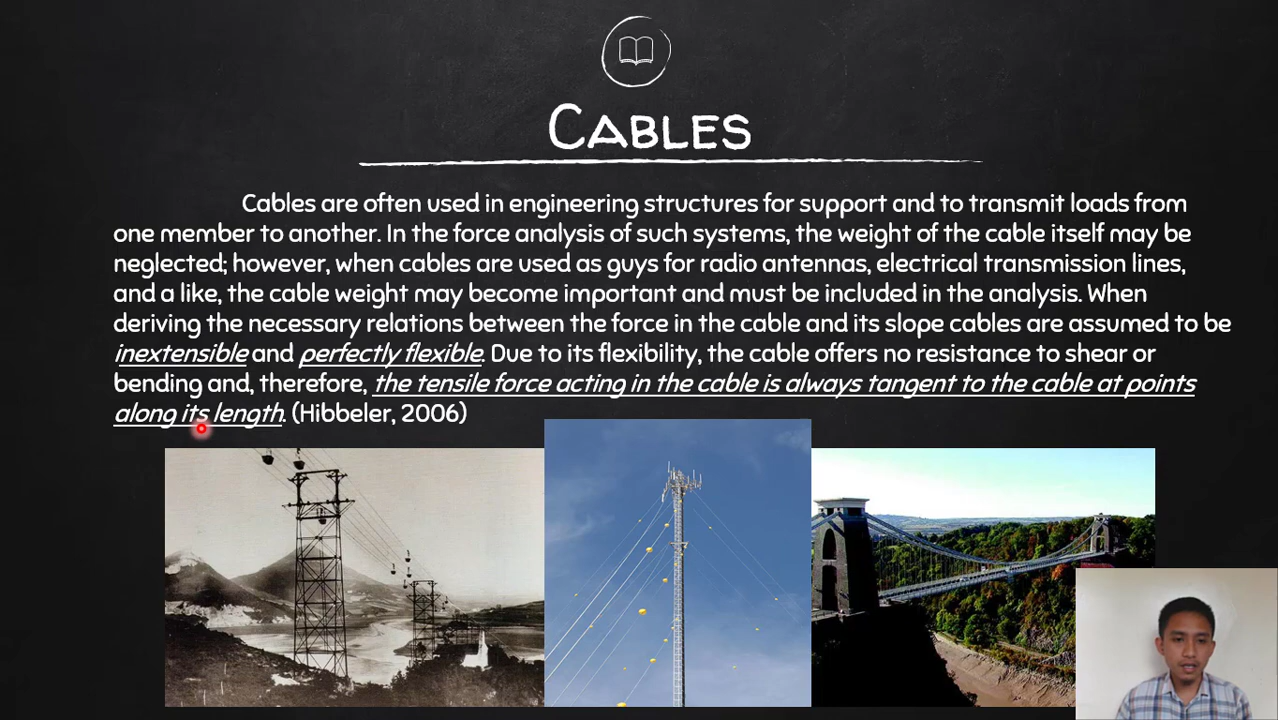 CABLES
Cables are often used in engineering structures for support and to transmit loads from
one member to another. In the force analysis of such systems, the weight of the cable itself may be
neglected; however, when cables are used as guys for radio antennas, electrical transmission lines,
and a like, the cable weight may become important and must be included in the analysis. When
deriving the necessary relations between the force in the cable and its slope cables are assumed to be
inextensible and perfectly flexible. Due to its flexibility, the cable offers no resistance to shear or
bending and, therefore, the tensile force acting in the cable is always tangent to the cable at points
along its length. (Hibbeler, 2006)